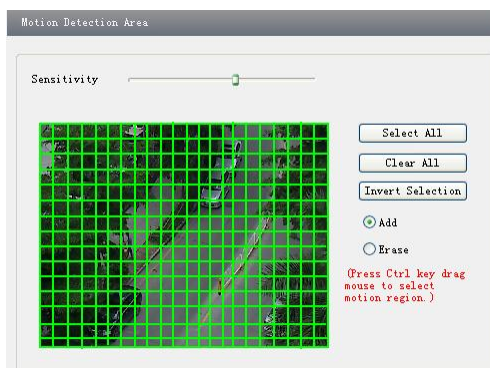 Motion Detection Area
Sensitivity
Select All
Clear All
Invert Selection
Add
Erase
(Press Ctrl key drag
mouse to select
motion region.)